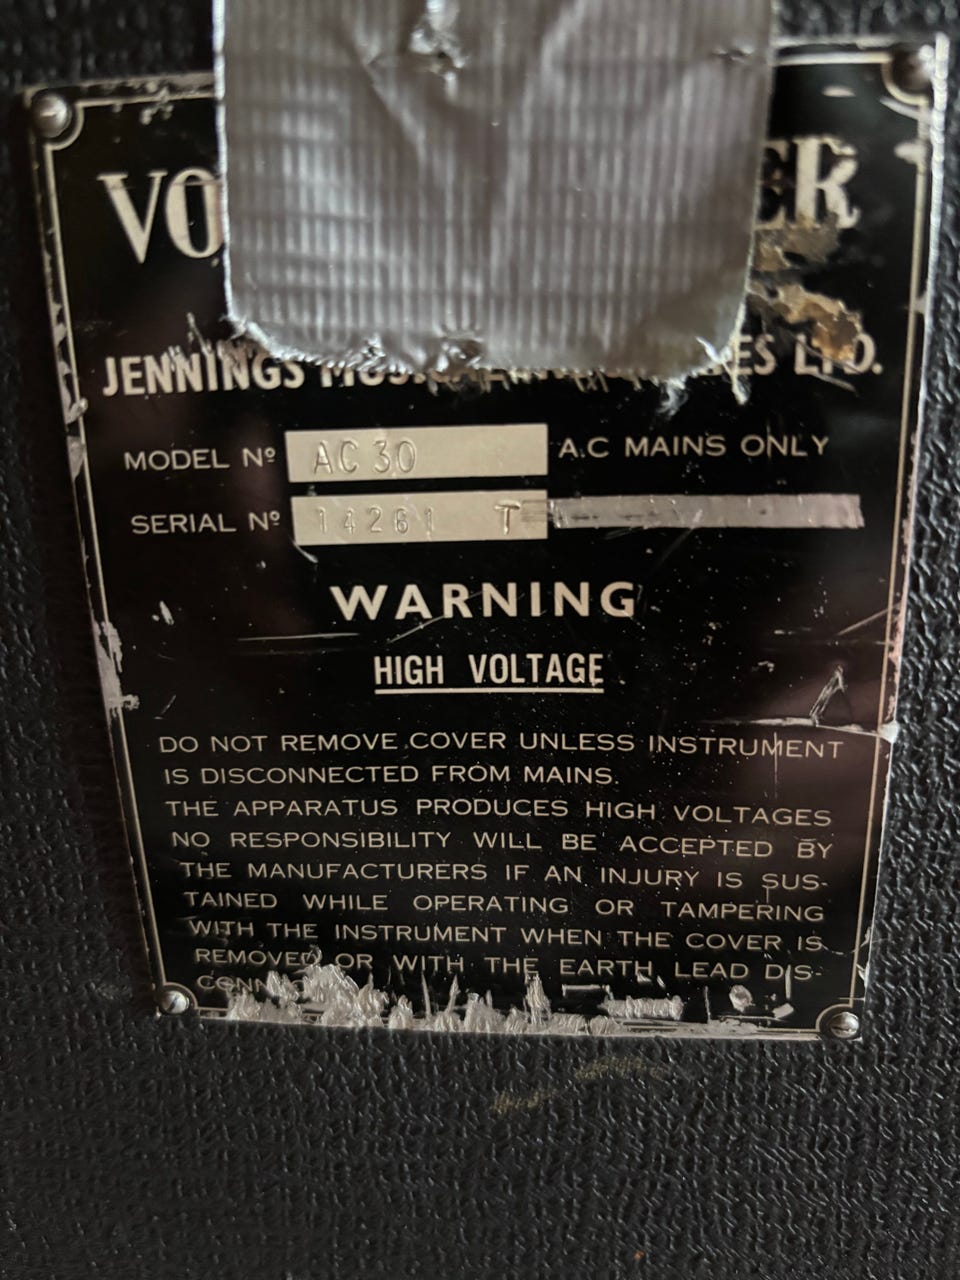 VO ER
JENNINGS LTD.
MODEL Nº AC30 A.C MAINS ONLY
SERIAL Nº 14261 T
WARNING
HIGH VOLTAGE
DO NOT REMOVE COVER UNLESS INSTRUMENT
IS DISCONNECTED FROM MAINS.
THE APPARATUS PRODUCES HIGH VOLTAGES
NO RESPONSIBILITY WILL BE ACCEPTED BY
THE MANUFACTURERS IF AN INJURY IS SUS-
TAINED WHILE OPERATING OR TAMPERING
WITH THE INSTRUMENT WHEN THE COVER IS
REMOVED OR WITH THE EARTH LEAD DIS-